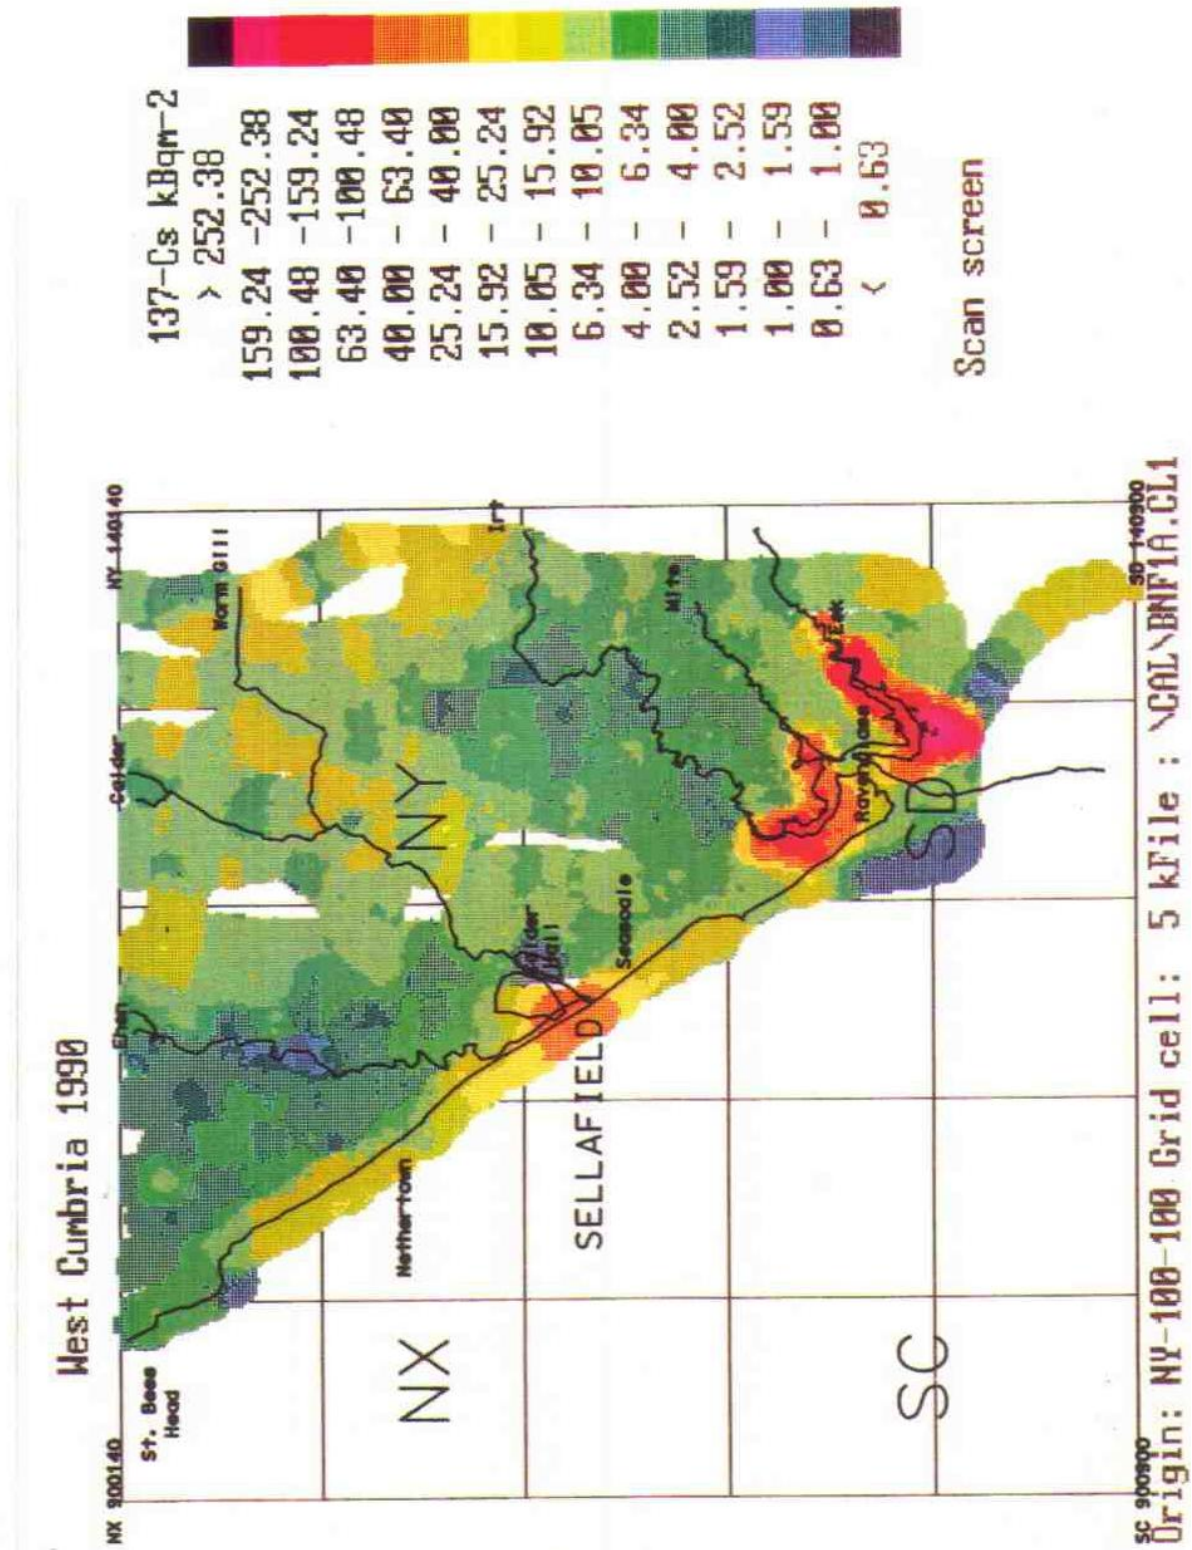 West Cumbria 1990
NX 900140
NY 140140
St. Bees
Head
Ehen
Calder
Worm Gill
Nethertown
NX
NY
Irt
Calder
Hall
SELLAFIELD
Seascale
Mite
Esk
Ravenglass
SC
SD
SC 900900
SD 140900
Origin: NY-100-100 Grid cell: 5 kFile : \CAL\BNF1A.CL1
137-Cs kBqm-2
> 252.38
159.24 -252.38
100.48 -159.24
63.40 -100.48
40.00 - 63.40
25.24 - 40.00
15.92 - 25.24
10.05 - 15.92
6.34 - 10.05
4.00 - 6.34
2.52 - 4.00
1.59 - 2.52
1.00 - 1.59
0.63 - 1.00
< 0.63
Scan screen